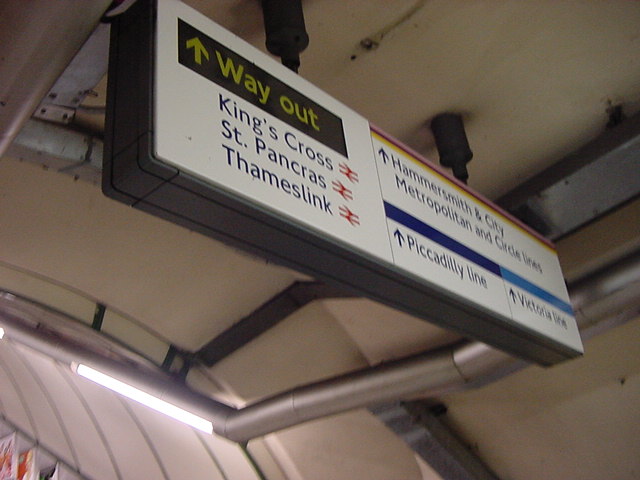 Way out
King's Cross
St. Pancras
Thameslink
Hammersmith & City
Metropolitan and Circle lines
Piccadilly line
Victoria line